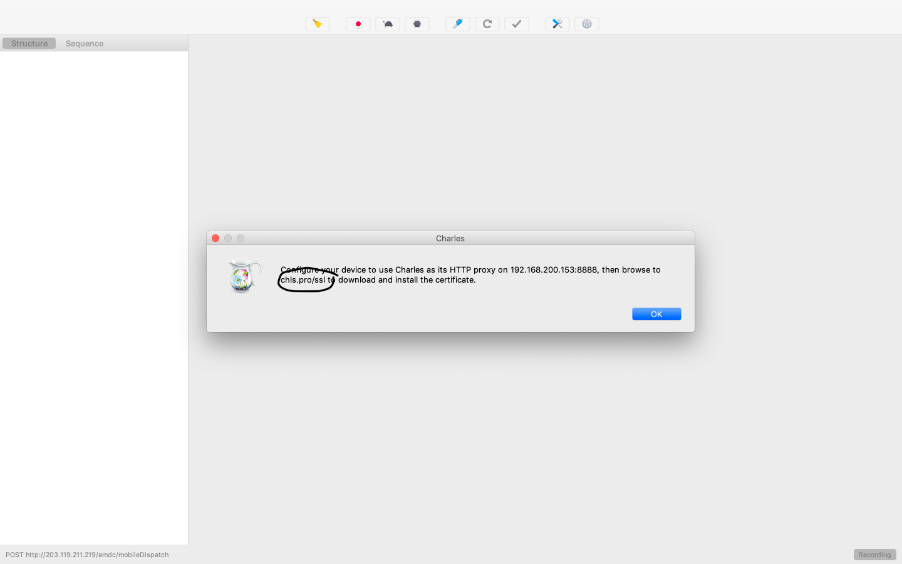 Structure
Sequence
Charles
Configure your device to use Charles as its HTTP proxy on 192.168.200.153:8888, then browse to
chls.pro/ssl to download and install the certificate.
OK
POST http://203.119.211.219/amdc/mobileDispatch
Recording